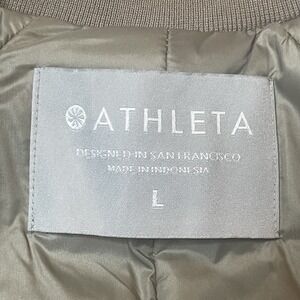 ATHLETA
DESIGNED IN SAN FRANCISCO
MADE IN INDONESIA
L